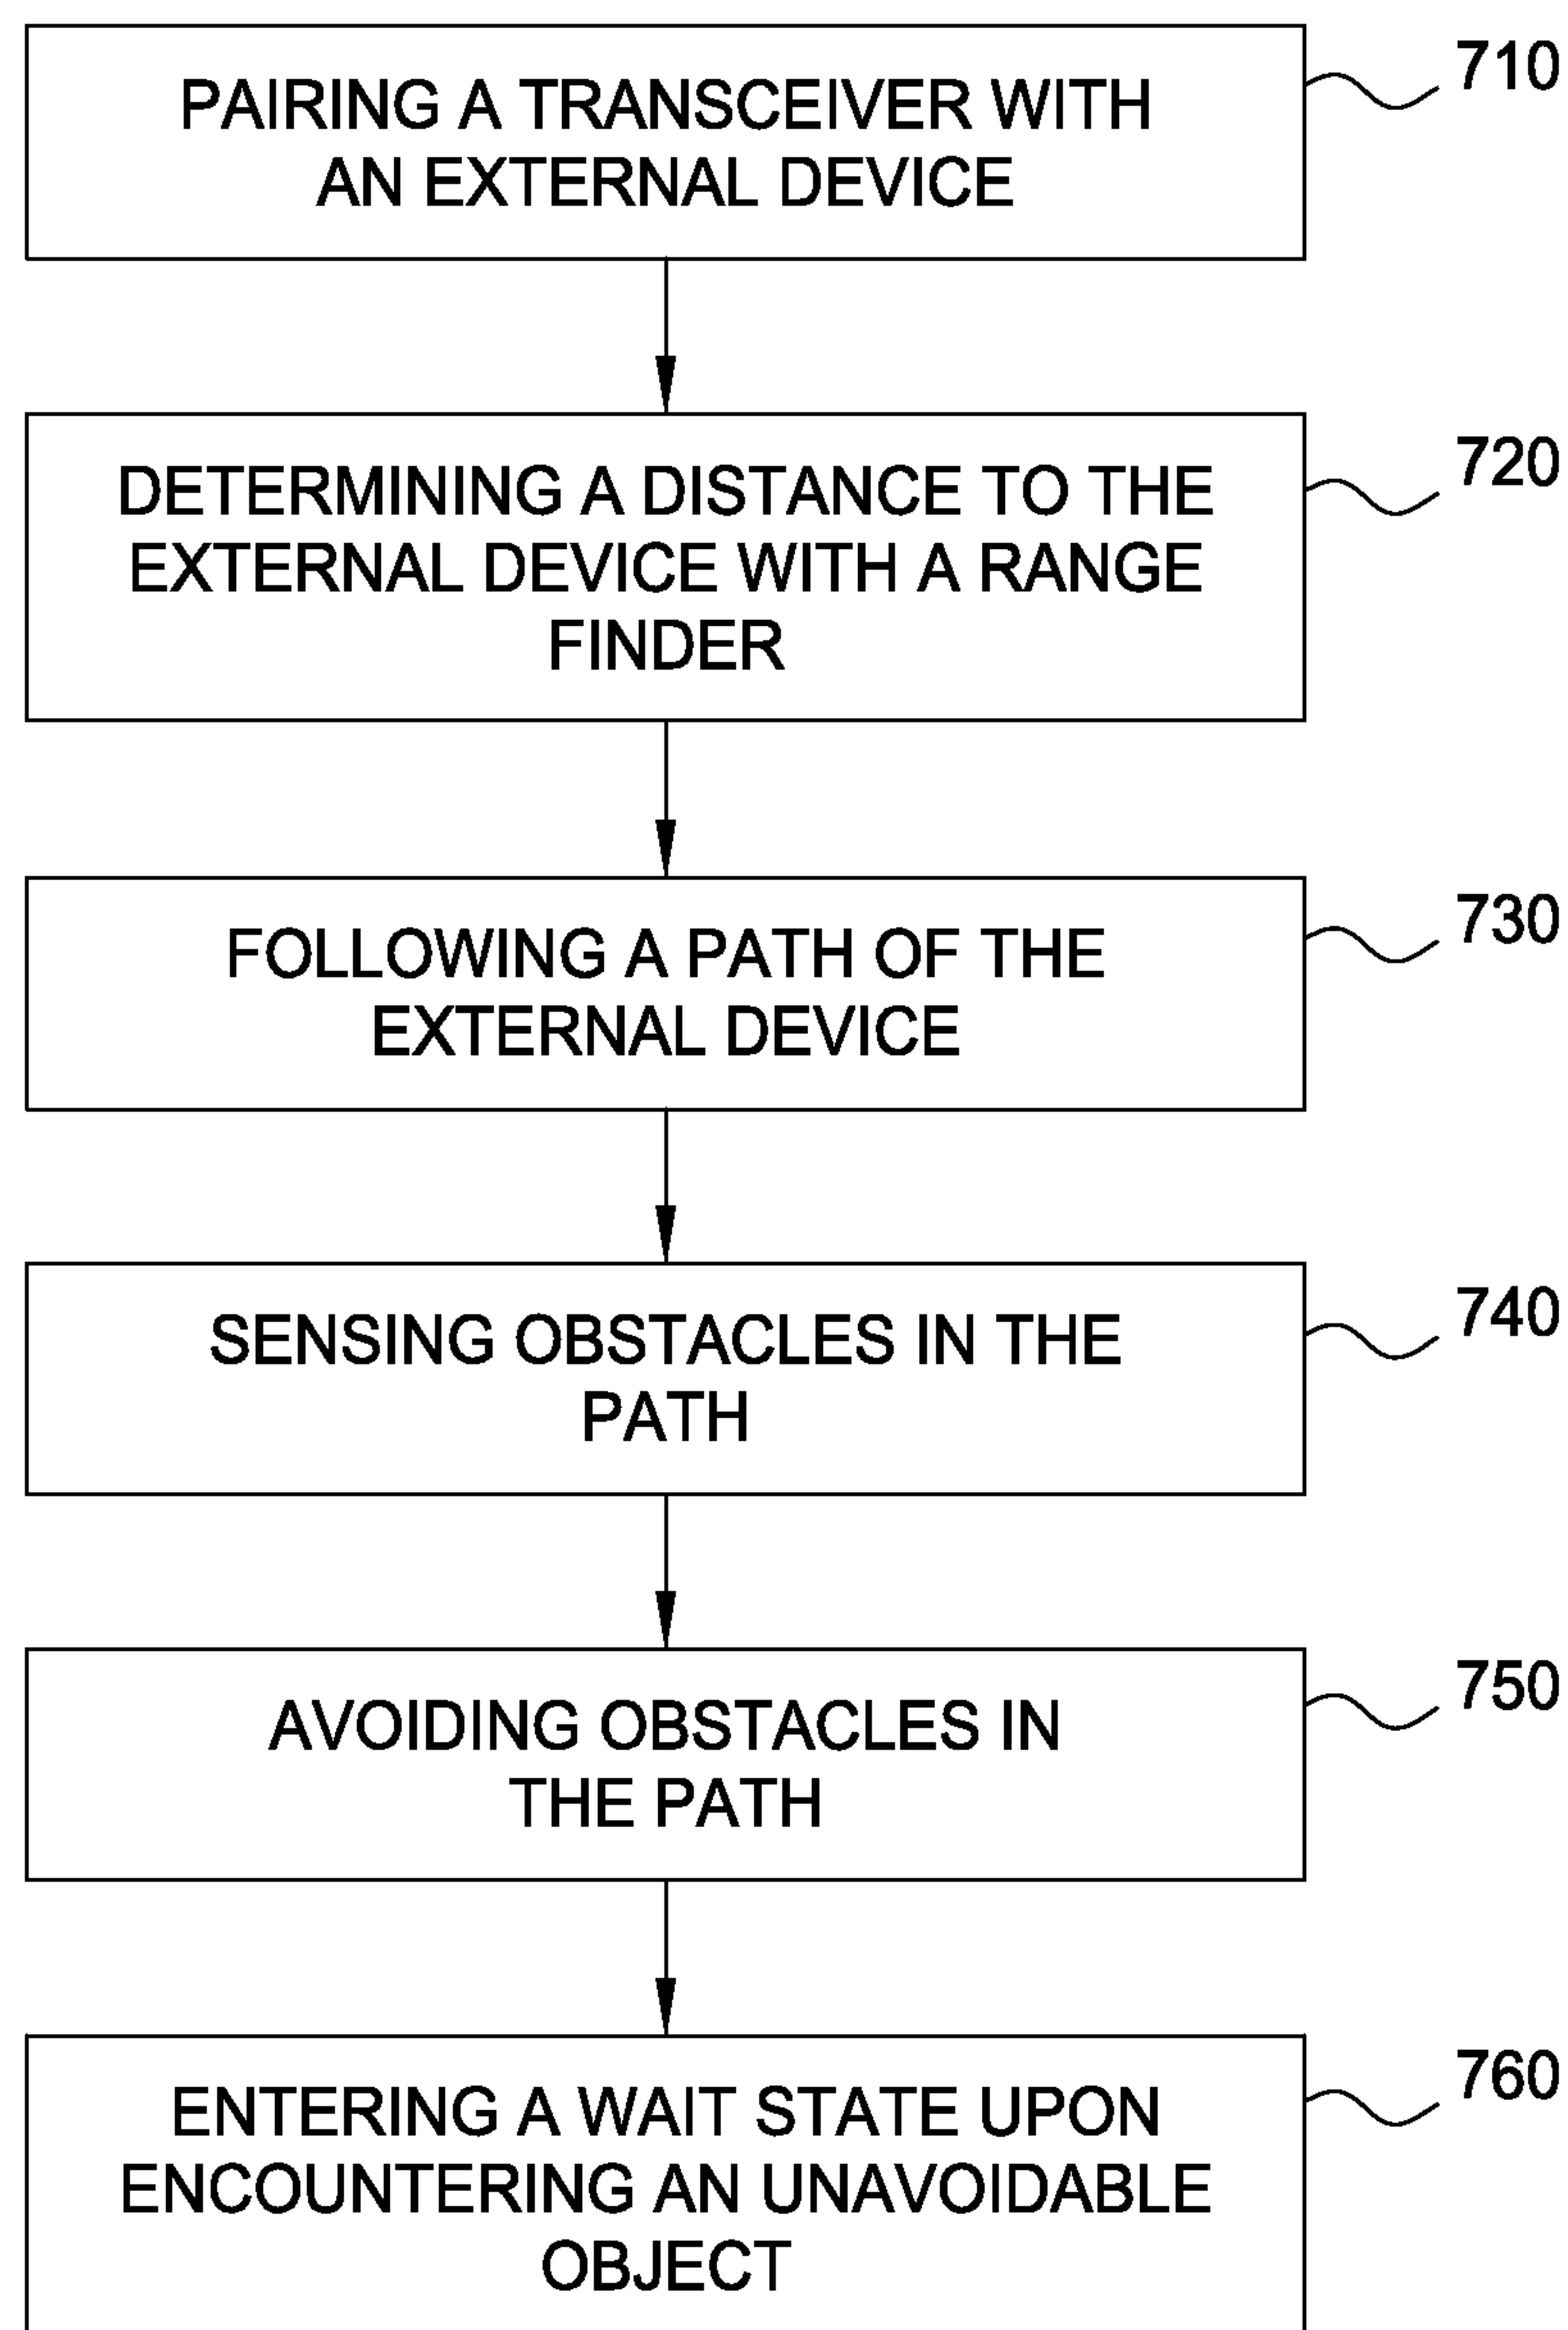 PAIRING A TRANSCEIVER WITH
AN EXTERNAL DEVICE
710
DETERMINING A DISTANCE TO THE
EXTERNAL DEVICE WITH A RANGE
FINDER
720
FOLLOWING A PATH OF THE
EXTERNAL DEVICE
730
SENSING OBSTACLES IN THE
PATH
740
AVOIDING OBSTACLES IN
THE PATH
750
ENTERING A WAIT STATE UPON
ENCOUNTERING AN UNAVOIDABLE
OBJECT
760